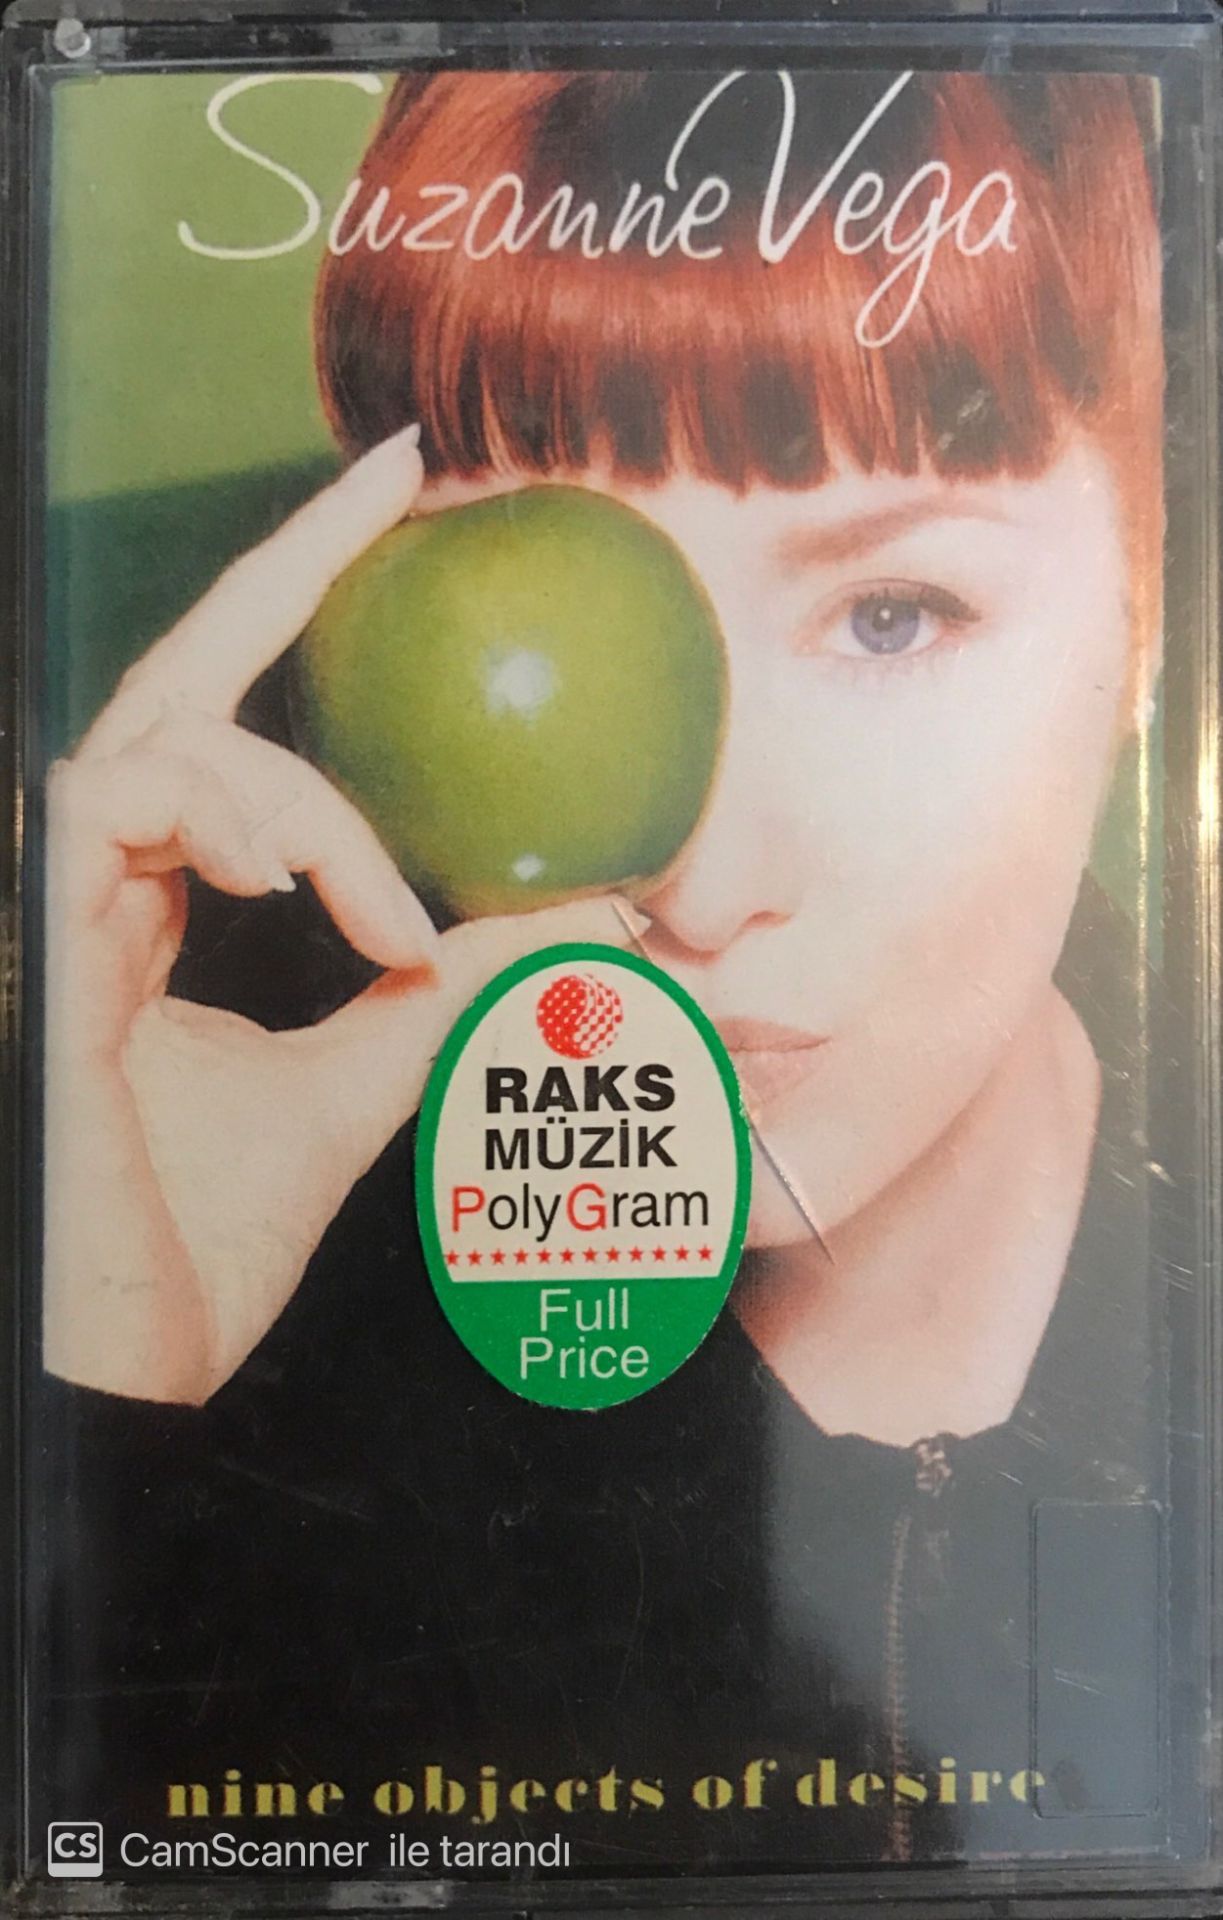 Suzanne Vega
RAKS
MÜZİK
PolyGram
Full
Price
nine objects of desire
CS CamScanner ile tarandı